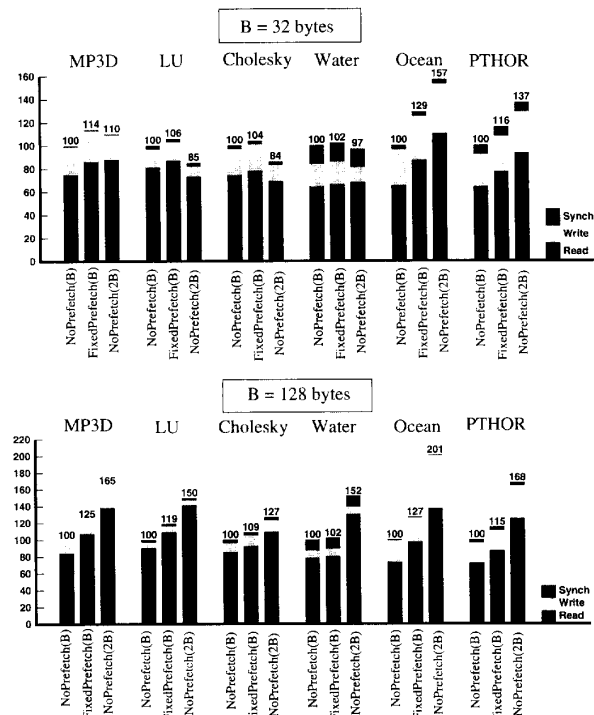 B = 32 bytes
MP3D LU Cholesky Water Ocean PTHOR
160
140
120
100
80
60
40
20
0
100 114 110 100 106 85 100 104 84 100 102 97 100 129 157 100 116 137
Synch
Write
Read
NoPrefetch(B) FixedPrefetch(B) NoPrefetch(2B) NoPrefetch(B) FixedPrefetch(B) NoPrefetch(2B) NoPrefetch(B) FixedPrefetch(B) NoPrefetch(2B) NoPrefetch(B) FixedPrefetch(B) NoPrefetch(2B) NoPrefetch(B) FixedPrefetch(B) NoPrefetch(2B) NoPrefetch(B) FixedPrefetch(B) NoPrefetch(2B)
B = 128 bytes
MP3D LU Cholesky Water Ocean PTHOR
220
200
180
160
140
120
100
80
60
40
20
0
100 125 165 100 119 150 100 109 127 100 102 152 100 127 201 100 115 168
Synch
Write
Read
NoPrefetch(B) FixedPrefetch(B) NoPrefetch(2B) NoPrefetch(B) FixedPrefetch(B) NoPrefetch(2B) NoPrefetch(B) FixedPrefetch(B) NoPrefetch(2B) NoPrefetch(B) FixedPrefetch(B) NoPrefetch(2B) NoPrefetch(B) FixedPrefetch(B) NoPrefetch(2B) NoPrefetch(B) FixedPrefetch(B) NoPrefetch(2B)